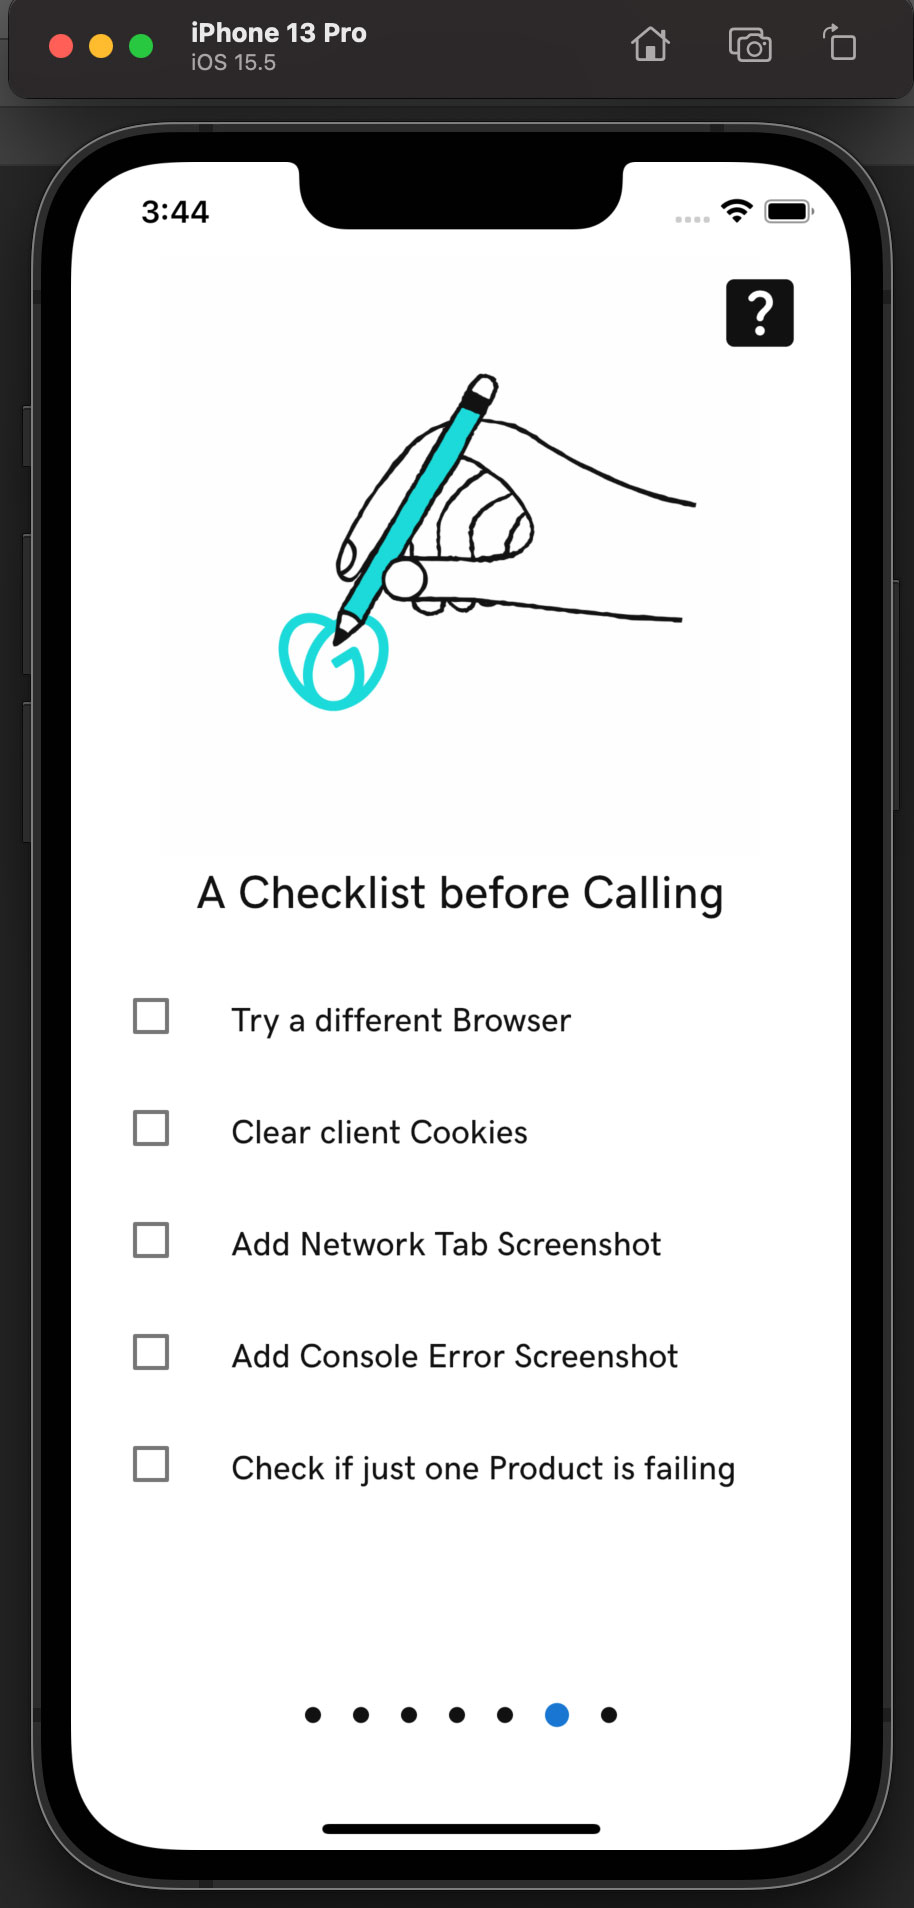 iPhone 13 Pro
iOS 15.5
3:44
?
A Checklist before Calling
Try a different Browser
Clear client Cookies
Add Network Tab Screenshot
Add Console Error Screenshot
Check if just one Product is failing